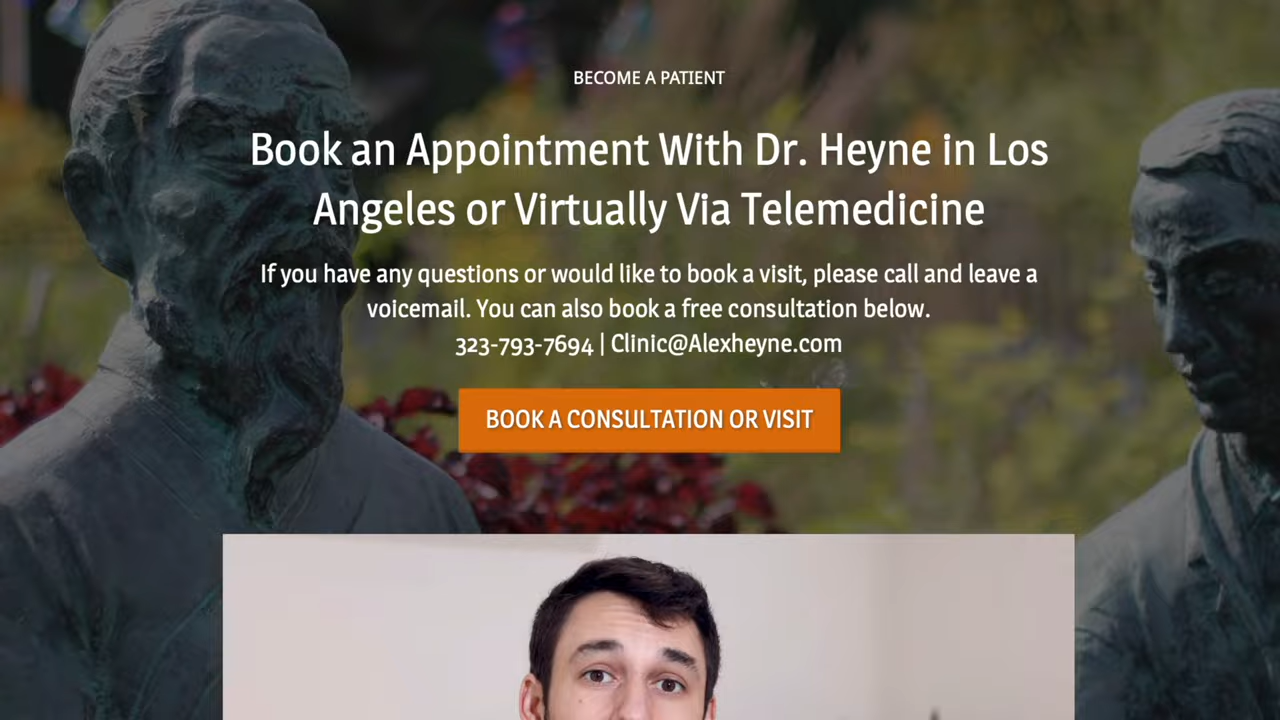 BECOME A PATIENT
Book an Appointment With Dr. Heyne in Los
Angeles or Virtually Via Telemedicine
If you have any questions or would like to book a visit, please call and leave a
voicemail. You can also book a free consultation below.
323-793-7694 | Clinic@Alexheyne.com
BOOK A CONSULTATION OR VISIT